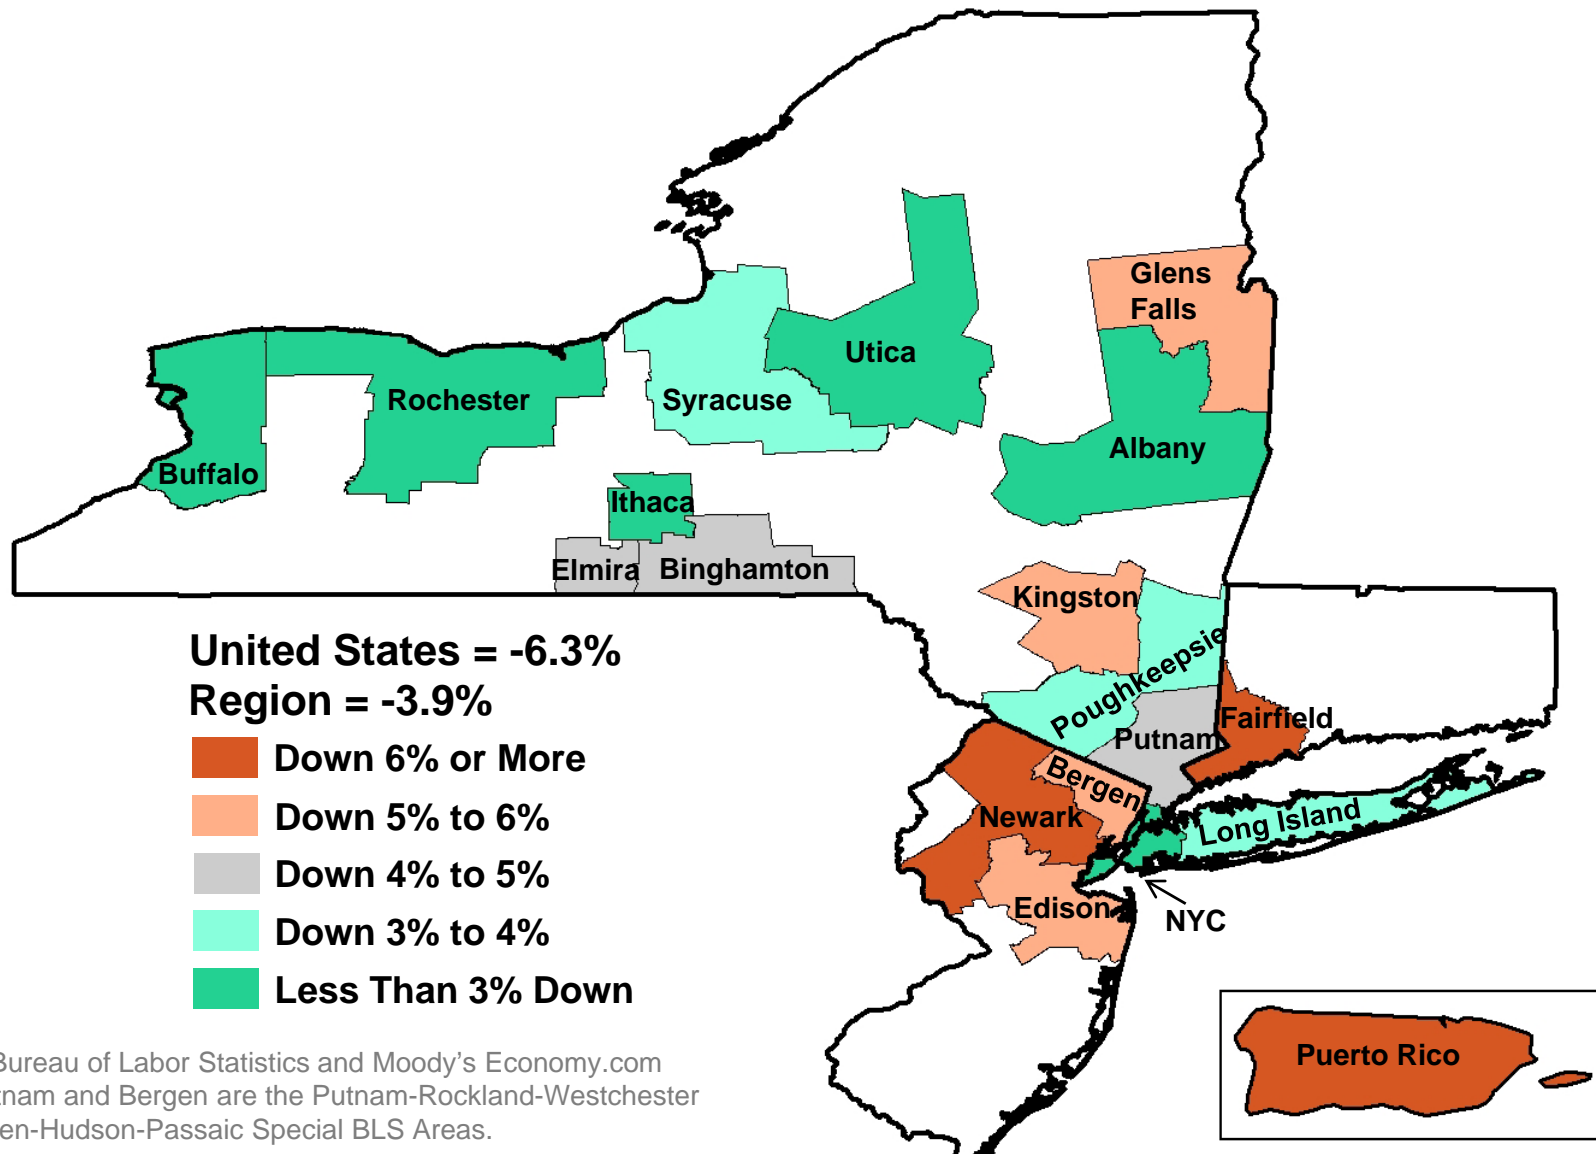 Glens
Falls
Utica
Rochester
Syracuse
Albany
Buffalo
Ithaca
Elmira
Binghamton
Kingston
Poughkeepsie
United States = -6.3%
Region = -3.9%
Down 6% or More
Down 5% to 6%
Down 4% to 5%
Down 3% to 4%
Less Than 3% Down
Fairfield
Putnam
Bergen
Newark
Long Island
Edison
NYC
Puerto Rico
Bureau of Labor Statistics and Moody's Economy.com
tnam and Bergen are the Putnam-Rockland-Westchester
en-Hudson-Passaic Special BLS Areas.